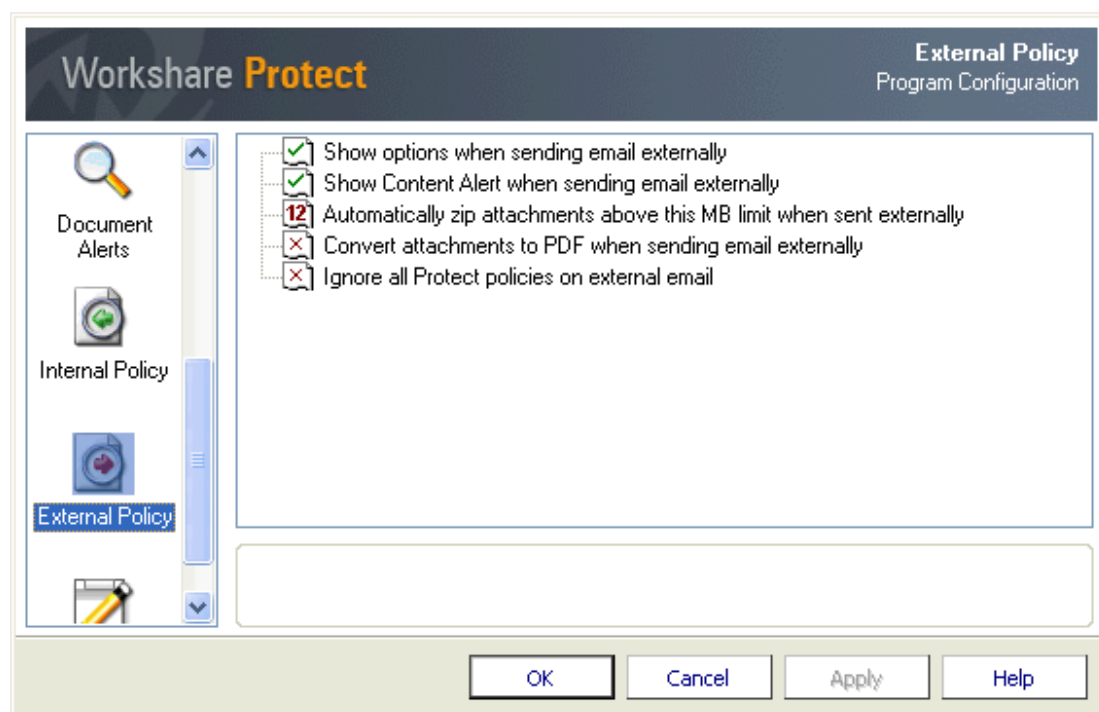 Workshare Protect
External Policy
Program Configuration
Document
Alerts
Internal Policy
External Policy
Show options when sending email externally
Show Content Alert when sending email externally
12 Automatically zip attachments above this MB limit when sent externally
Convert attachments to PDF when sending email externally
Ignore all Protect policies on external email
OK
Cancel
Apply
Help